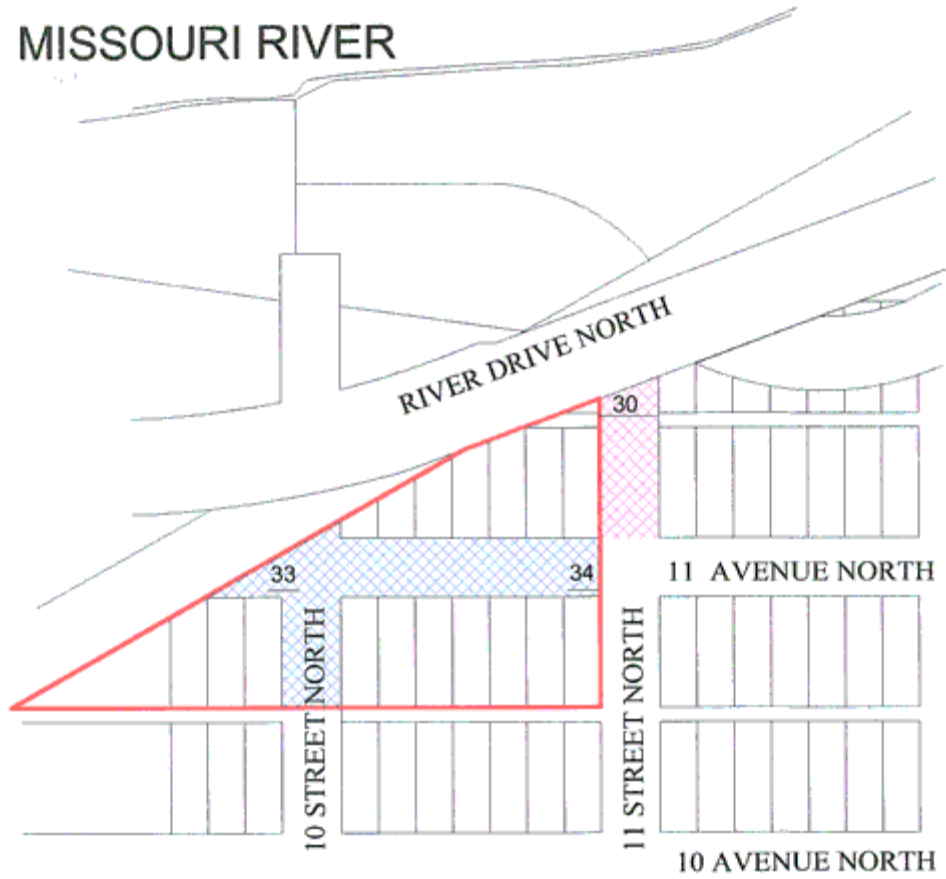 MISSOURI RIVER
RIVER DRIVE NORTH
30
33
34
11 AVENUE NORTH
10 STREET NORTH
11 STREET NORTH
10 AVENUE NORTH